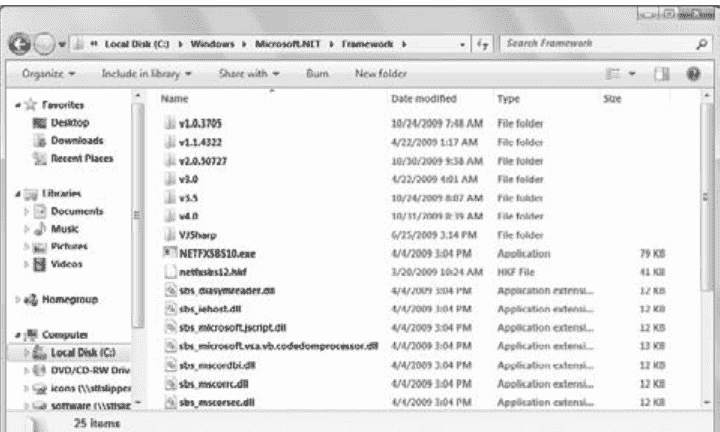 Local Disk (C:) Windows Microsoft.NET Framework Search Framework
Organize Include in library Share with Burn New folder
Name Date modified Type Size
Favorites
Desktop
Downloads
Recent Places
Libraries
Documents
Music
Pictures
Videos
Homegroup
Computer
Local Disk (C:)
DVD/CD-RW Driv
icons (\\stlslipper
software (\\stlsl
v1.0.3705 10/24/2009 7:48 AM File folder
v1.1.4322 4/22/2009 1:17 AM File folder
v2.0.50727 10/30/2009 9:38 AM File folder
v3.0 4/22/2009 4:01 AM File folder
v3.5 10/24/2009 8:07 AM File folder
v4.0 10/31/2009 8:39 AM File folder
VJSharp 6/25/2009 3:14 PM File folder
NETFXSBS10.exe 4/4/2009 3:04 PM Application 79 KB
netfxsbs12.hkf 3/20/2009 10:24 AM HKF File 41 KB
sbs_diasymreader.dll 4/4/2009 3:04 PM Application extensi... 12 KB
sbs_iehost.dll 4/4/2009 3:04 PM Application extensi... 12 KB
sbs_microsoft.jscript.dll 4/4/2009 3:04 PM Application extensi... 12 KB
sbs_microsoft.vsa.vb.codedomprocessor.dll 4/4/2009 3:04 PM Application extensi... 13 KB
sbs_mscordbi.dll 4/4/2009 3:04 PM Application extensi... 12 KB
sbs_mscorrc.dll 4/4/2009 3:04 PM Application extensi... 12 KB
sbs_mscorsec.dll 4/4/2009 3:04 PM Application extensi... 12 KB
25 items